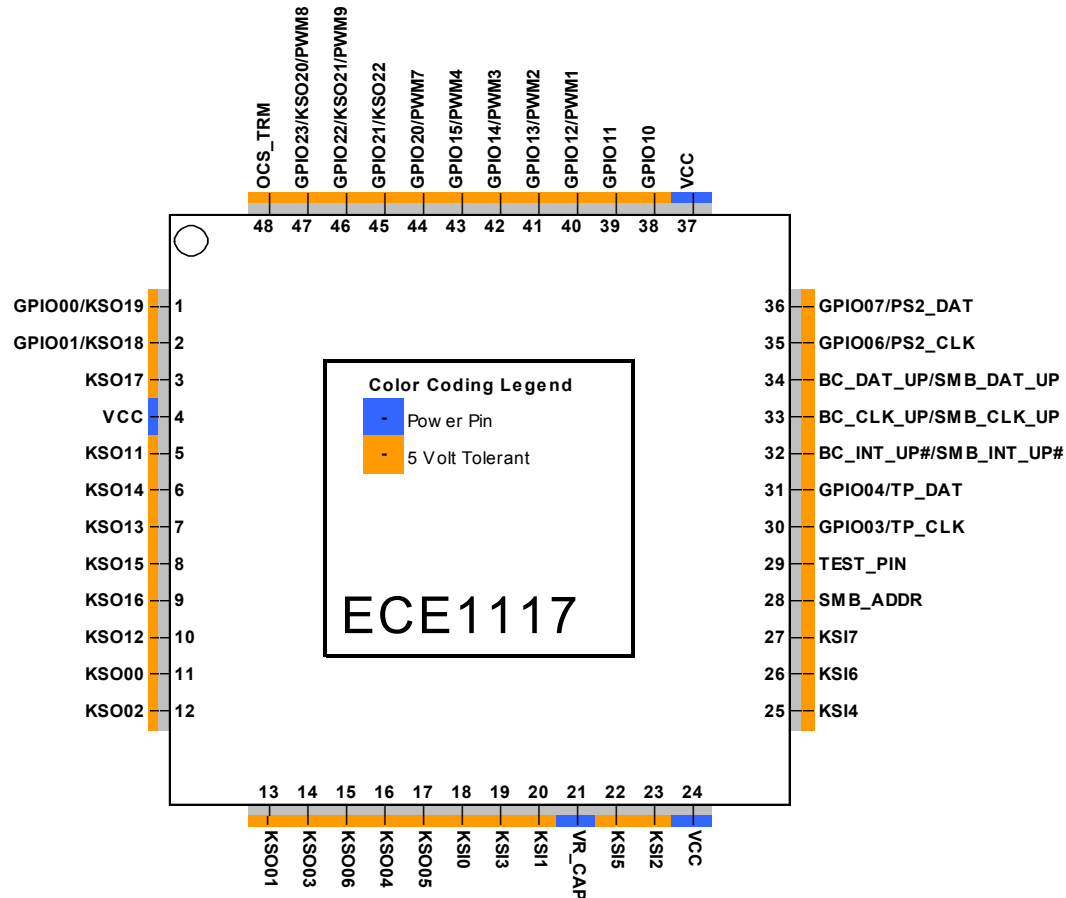 OCS_TRM
GPIO23/KSO20/PWM8
GPIO22/KSO21/PWM9
GPIO21/KSO22
GPIO20/PWM7
GPIO15/PWM4
GPIO14/PWM3
GPIO13/PWM2
GPIO12/PWM1
GPIO11
GPIO10
VCC
48 47 46 45 44 43 42 41 40 39 38 37
GPIO00/KSO19 1
GPIO01/KSO18 2
KSO17 3
VCC 4
KSO11 5
KSO14 6
KSO13 7
KSO15 8
KSO16 9
KSO12 10
KSO00 11
KSO02 12
Color Coding Legend
- Power Pin
- 5 Volt Tolerant
ECE1117
36 GPIO07/PS2_DAT
35 GPIO06/PS2_CLK
34 BC_DAT_UP/SMB_DAT_UP
33 BC_CLK_UP/SMB_CLK_UP
32 BC_INT_UP#/SMB_INT_UP#
31 GPIO04/TP_DAT
30 GPIO03/TP_CLK
29 TEST_PIN
28 SMB_ADDR
27 KSI7
26 KSI6
25 KSI4
13 14 15 16 17 18 19 20 21 22 23 24
KSO01
KSO03
KSO06
KSO04
KSO05
KSI0
KSI3
KSI1
VR_CAP
KSI5
KSI2
VCC